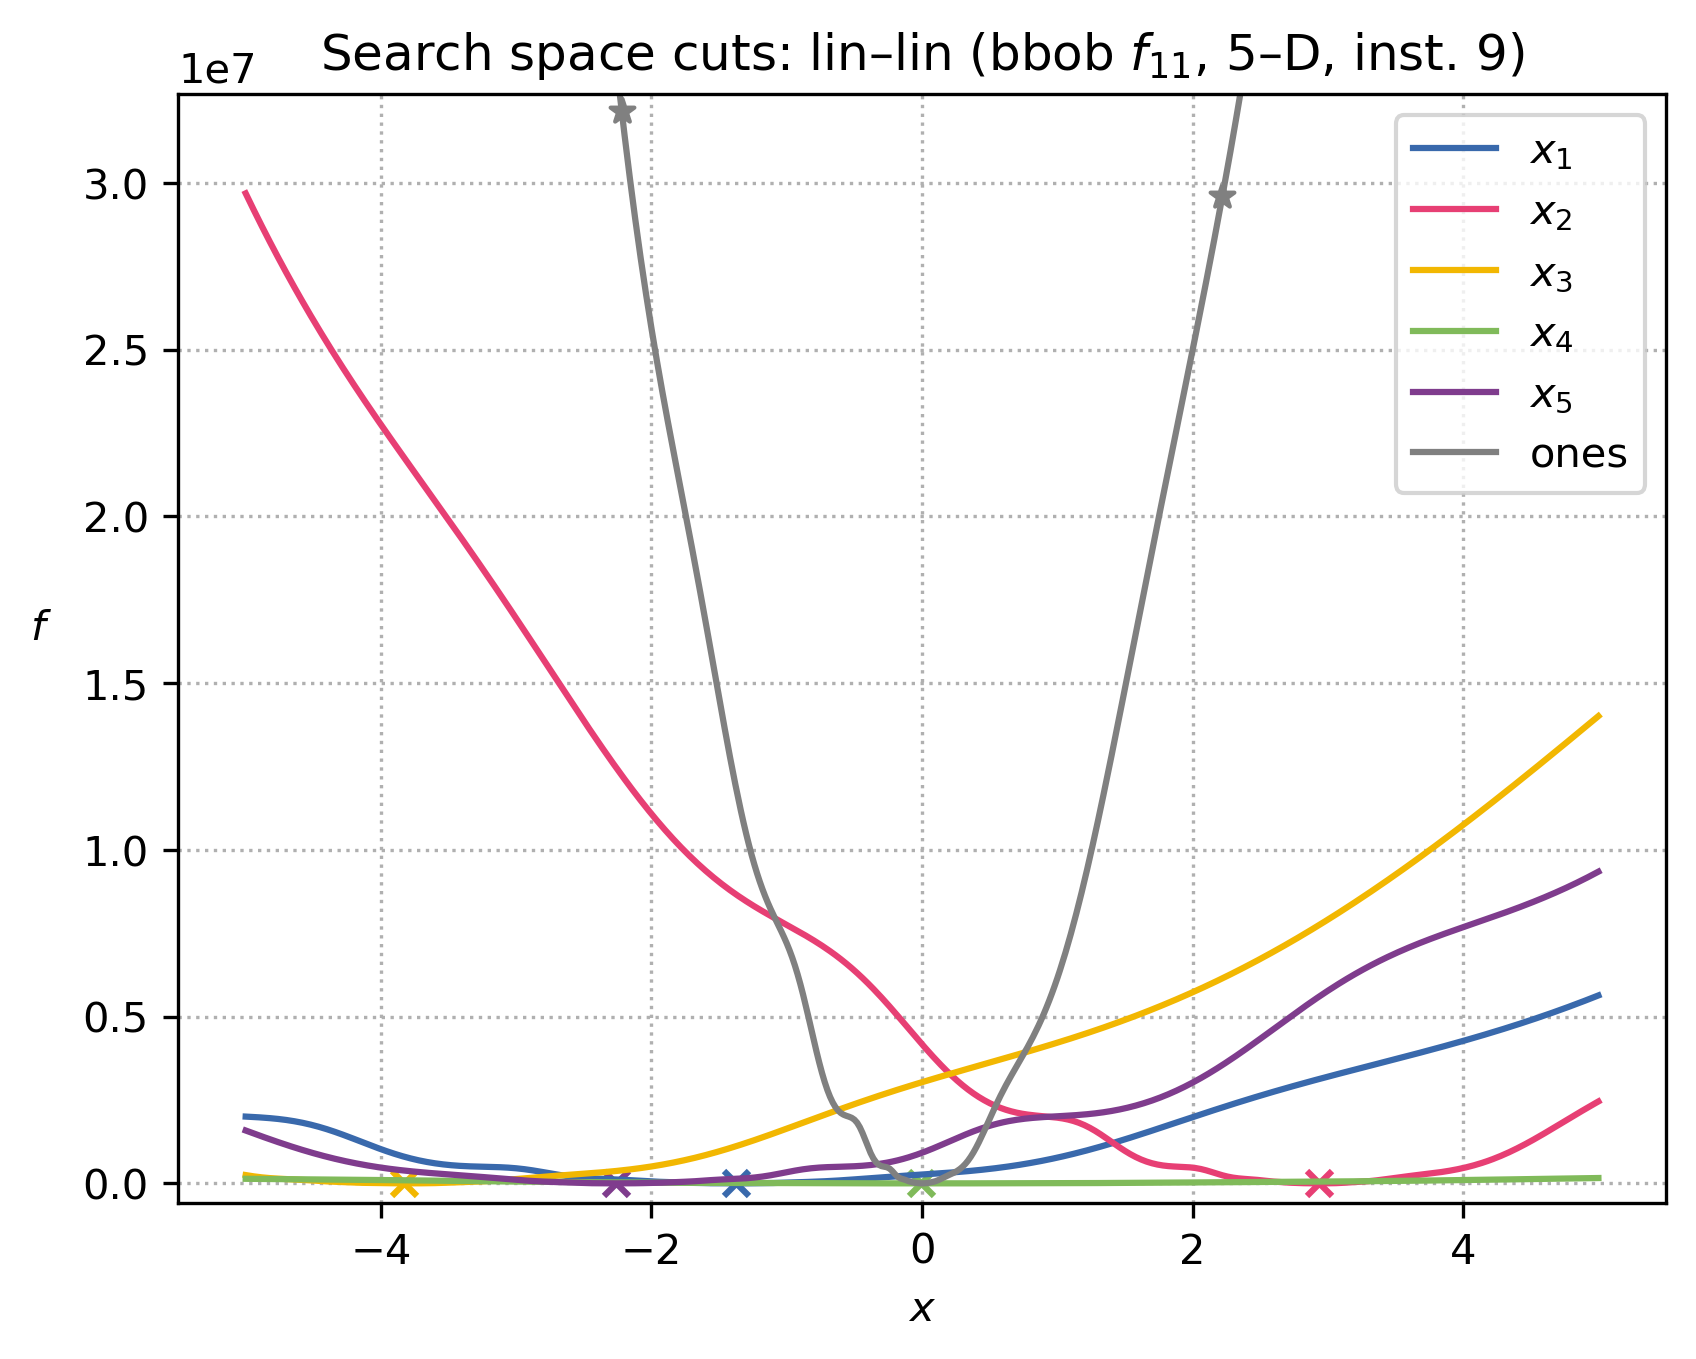 Search space cuts: lin–lin (bbob f₁₁, 5–D, inst. 9)
1e7
3.0
2.5
2.0
1.5
1.0
0.5
0.0
f
−4 −2 0 2 4
x
x₁
x₂
x₃
x₄
x₅
ones